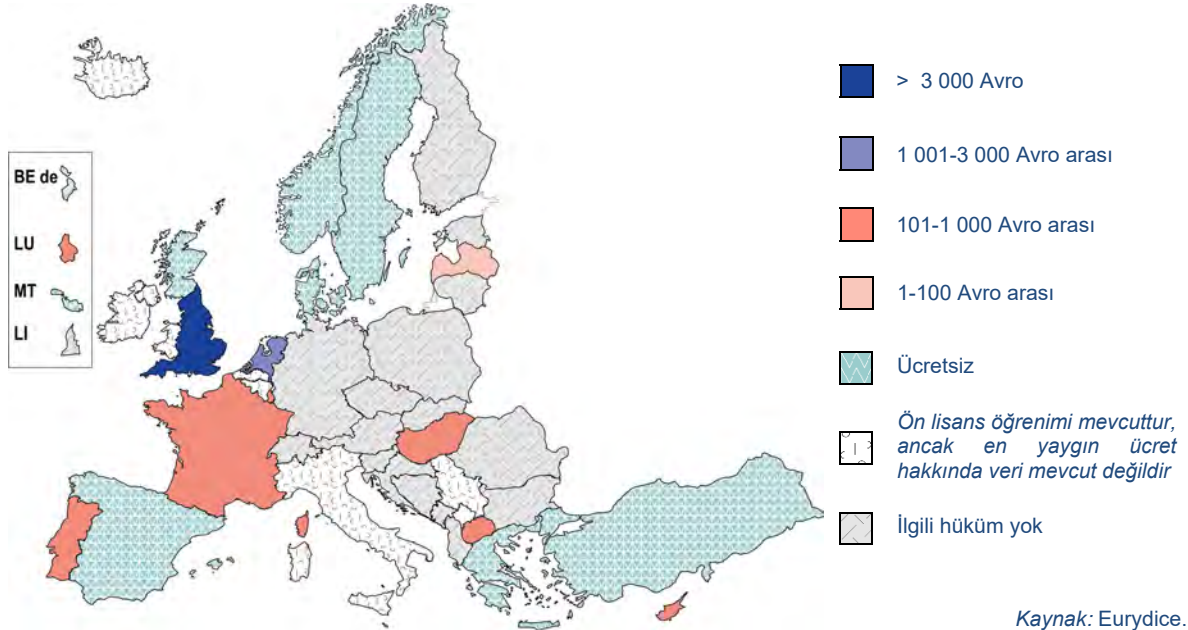 BE de
LU
MT
LI
> 3 000 Avro
1 001-3 000 Avro arası
101-1 000 Avro arası
1-100 Avro arası
Ücretsiz
Ön lisans öğrenimi mevcuttur,
ancak en yaygın ücret
hakkında veri mevcut değildir
İlgili hüküm yok
Kaynak: Eurydice.